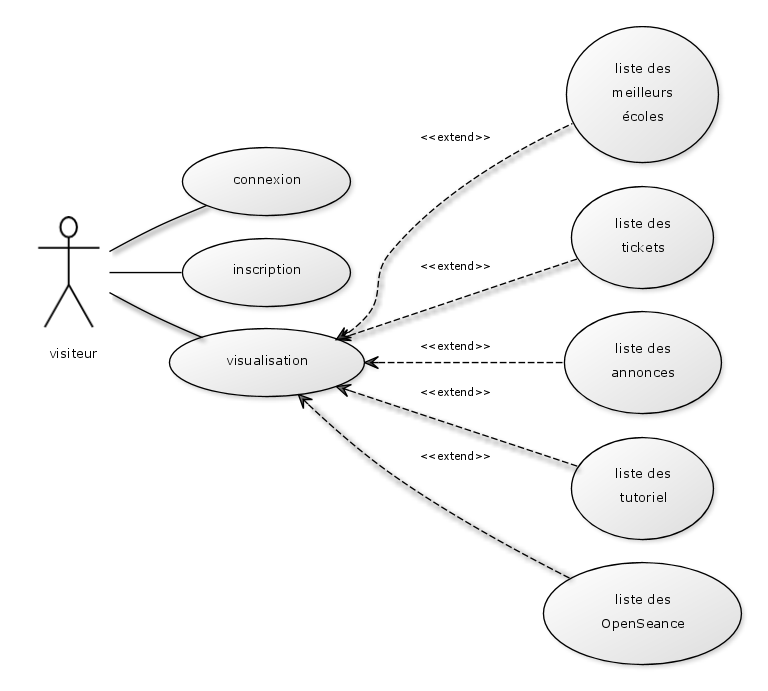 liste des
meilleurs
écoles
<<extend>>
connexion
liste des
tickets
<<extend>>
inscription
visiteur
visualisation
<<extend>>
liste des
annonces
<<extend>>
liste des
tutoriel
<<extend>>
liste des
OpenSeance